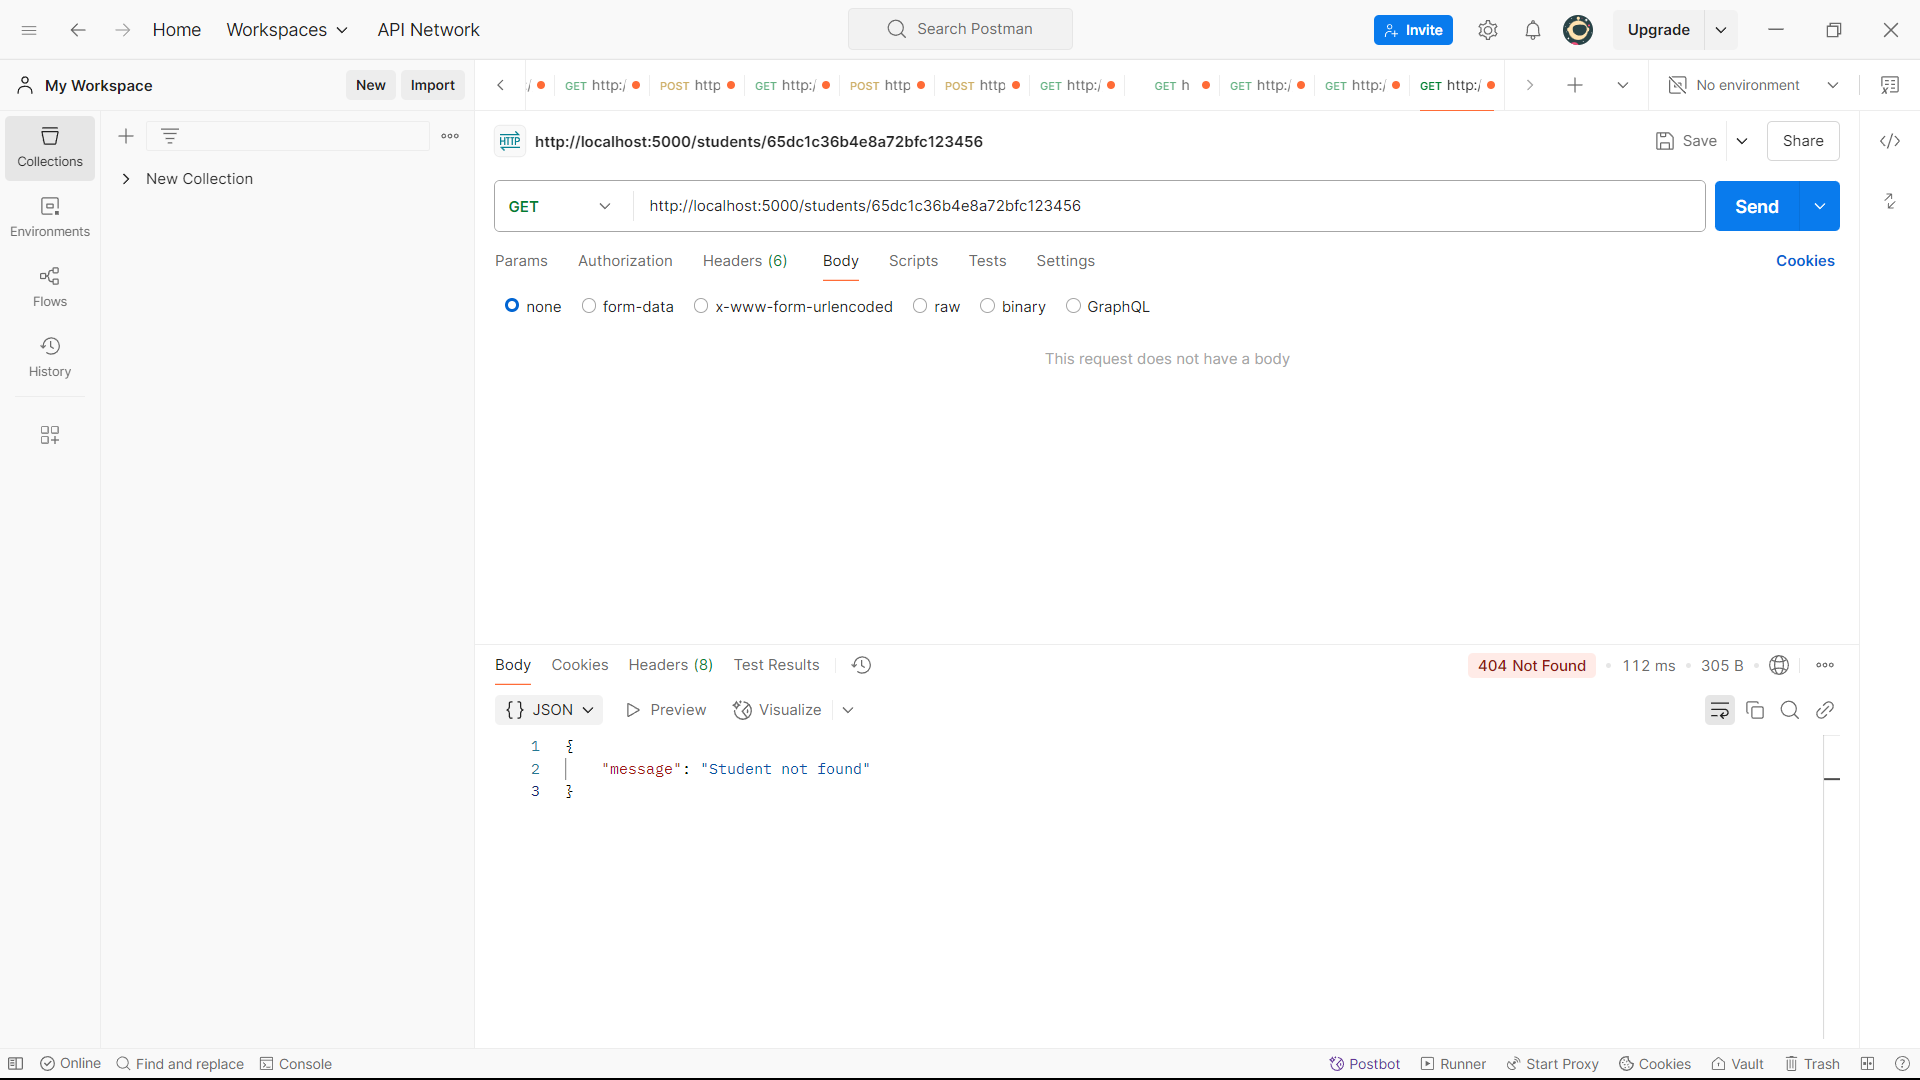 Home Workspaces API Network Search Postman Invite Upgrade
My Workspace New Import / GET http:/ POST http GET http:/ POST http POST http GET http:/ GET h GET http:/ GET http:/ GET http:/ No environment
Collections
New Collection
Environments
Flows
History
HTTP http://localhost:5000/students/65dc1c36b4e8a72bfc123456 Save Share
GET http://localhost:5000/students/65dc1c36b4e8a72bfc123456 Send
Params Authorization Headers (6) Body Scripts Tests Settings Cookies
none form-data x-www-form-urlencoded raw binary GraphQL
This request does not have a body
Body Cookies Headers (8) Test Results 404 Not Found 112 ms 305 B
{} JSON Preview Visualize
1 {
2 "message": "Student not found"
3 }
Online Find and replace Console Postbot Runner Start Proxy Cookies Vault Trash